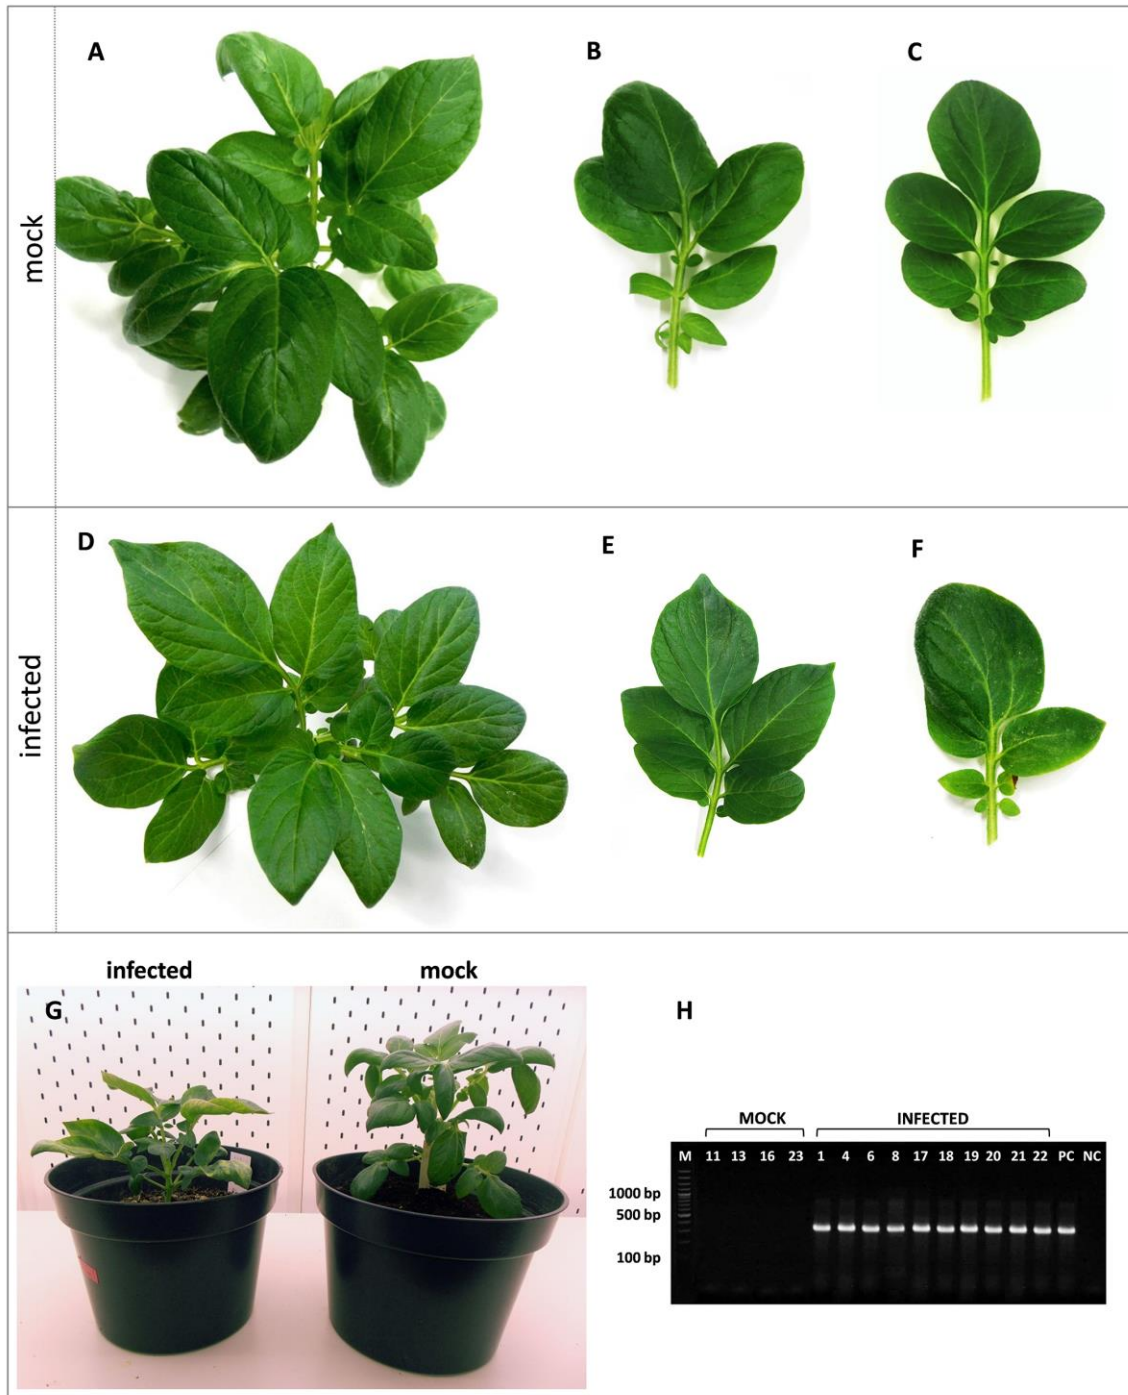 mock
A
B
C
infected
D
E
F
infected
mock
G
H
MOCK
INFECTED
M 11 13 16 23 1 4 6 8 17 18 19 20 21 22 PC NC
1000 bp
500 bp
100 bp